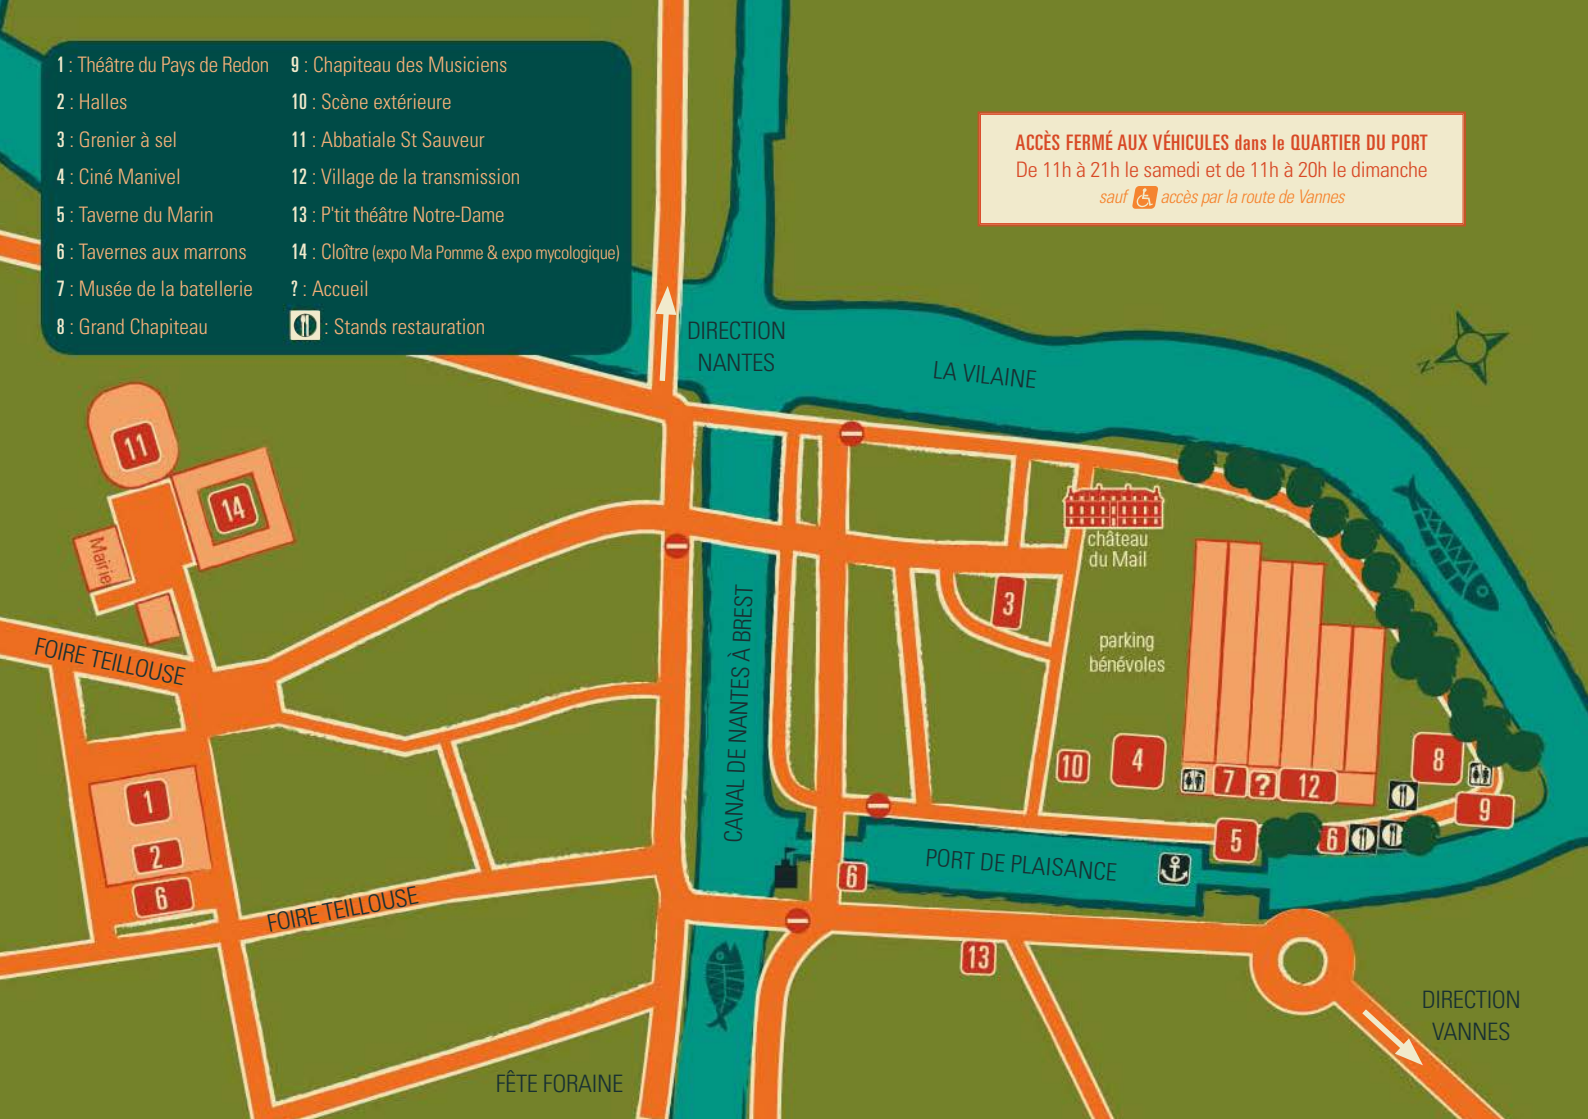 1 : Théâtre du Pays de Redon
2 : Halles
3 : Grenier à sel
4 : Ciné Manivel
5 : Taverne du Marin
6 : Tavernes aux marrons
7 : Musée de la batellerie
8 : Grand Chapiteau
9 : Chapiteau des Musiciens
10 : Scène extérieure
11 : Abbatiale St Sauveur
12 : Village de la transmission
13 : P'tit théâtre Notre-Dame
14 : Cloître (expo Ma Pomme & expo mycologique)
? : Accueil
: Stands restauration
ACCÈS FERMÉ AUX VÉHICULES dans le QUARTIER DU PORT
De 11h à 21h le samedi et de 11h à 20h le dimanche
sauf accès par la route de Vannes
DIRECTION
NANTES
LA VILAINE
N
11
14
Mairie
château
du Mail
3
parking
bénévoles
FOIRE TEILLOUSE
CANAL DE NANTES À BREST
10
4
7
?
12
8
9
1
2
6
5
6
6
PORT DE PLAISANCE
FOIRE TEILLOUSE
13
DIRECTION
VANNES
FÊTE FORAINE